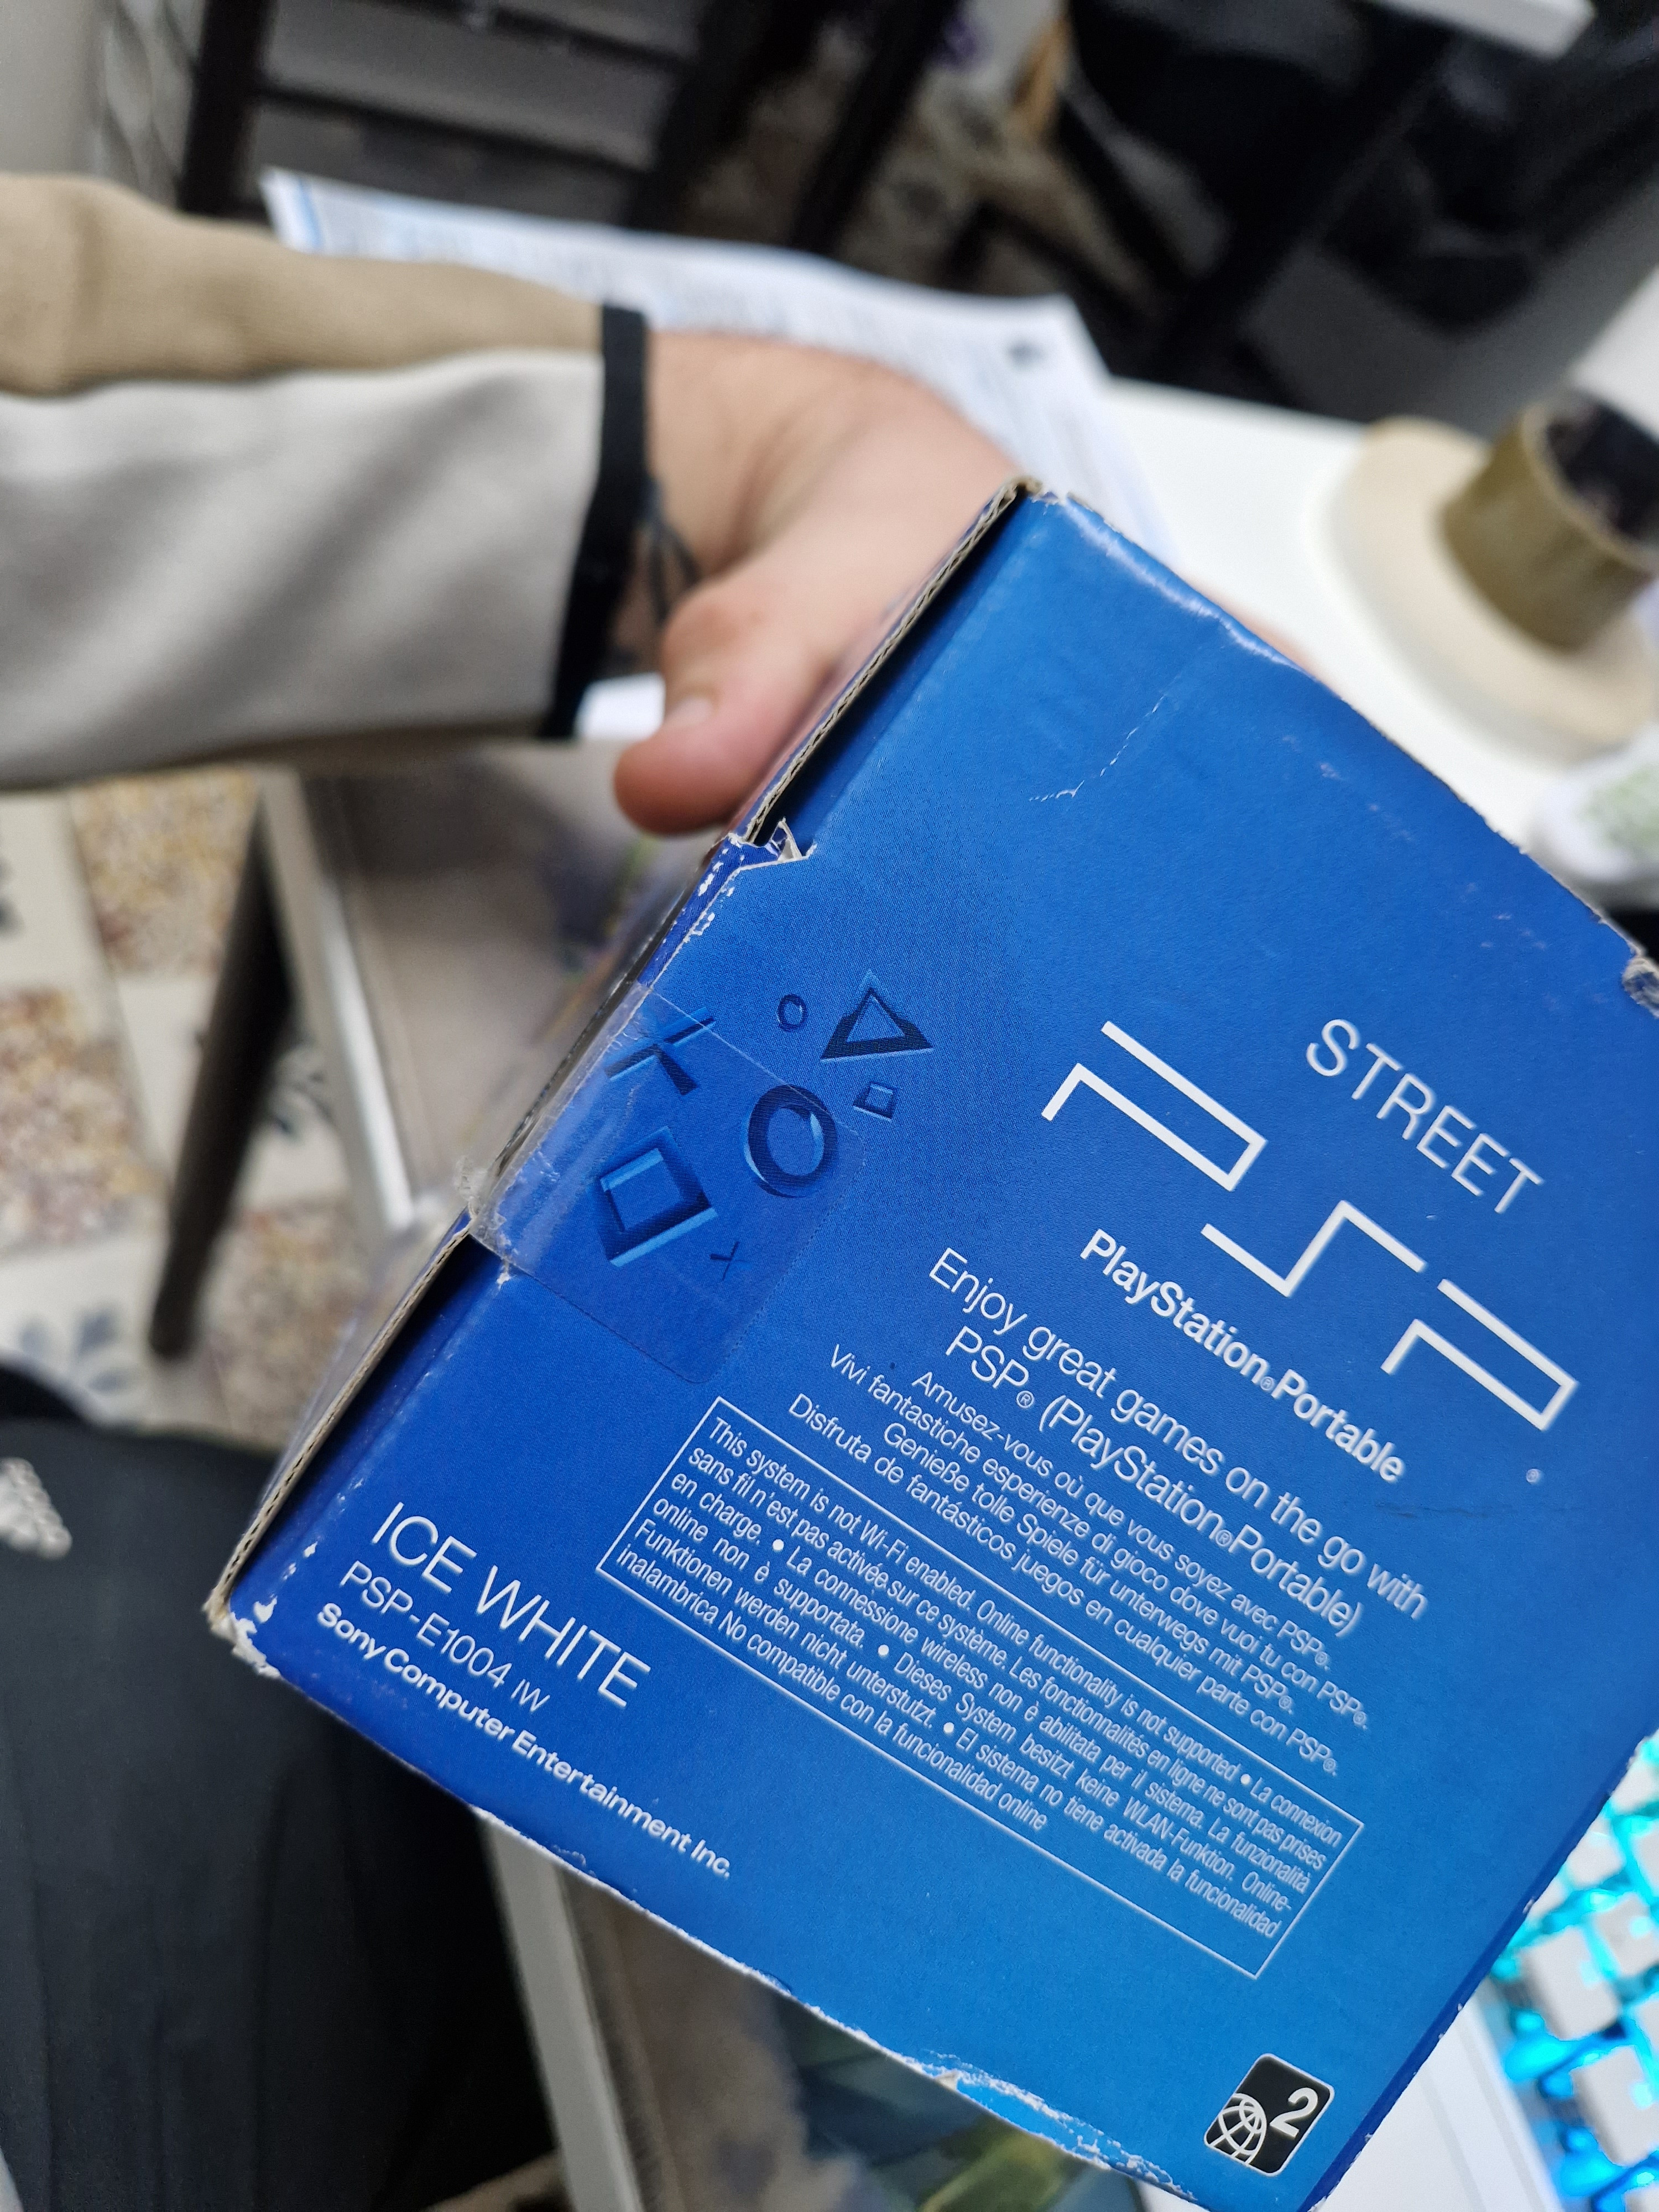 STREET
PSP
PlayStation®Portable
®
Enjoy great games on the go with
PSP® (PlayStation®Portable)
Amusez-vous où que vous soyez avec PSP®.
Vivi fantastiche esperienze di gioco dove vuoi tu con PSP®.
Genieße tolle Spiele für unterwegs mit PSP®.
Disfruta de fantásticos juegos en cualquier parte con PSP®.
This system is not Wi-Fi enabled. Online functionality is not supported • La connexion
sans fil n'est pas activée sur ce système. Les fonctionnalités en ligne ne sont pas prises
en charge. • La connessione wireless non è abilitata per il sistema. La funzionalità
online non è supportata. • Dieses System besitzt keine WLAN-Funktion. Online-
Funktionen werden nicht unterstutzt. • El sistema no tiene activada la funcionalidad
inalambrica No compatible con la funcionalidad online
ICE WHITE
PSP-E1004 IW
Sony Computer Entertainment Inc.
2